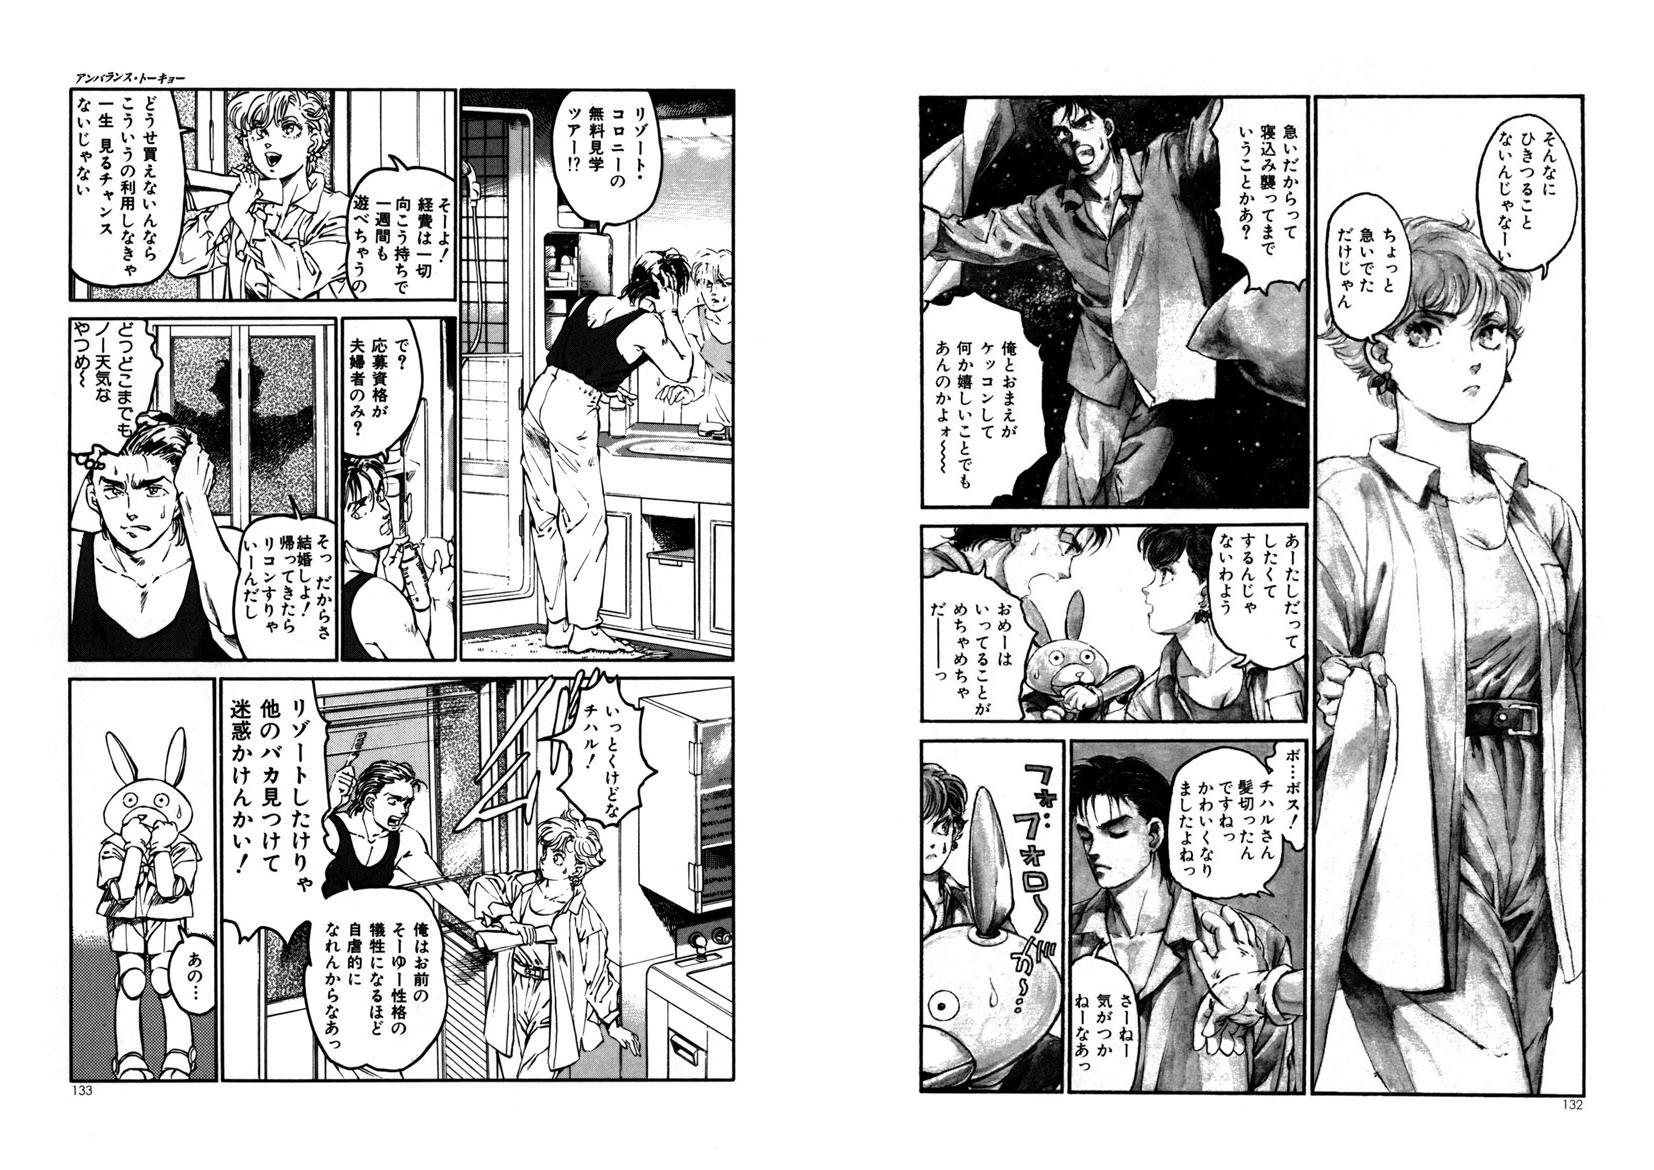 そんなに
ひきつること
ないんじゃなーい
ちょっと
急いでた
だけじゃん
急いだからって
寝込み襲ってまで
いうことかあ?
俺とおまえが
ケッコンして
何か嬉しいことでも
あんのかよォ〜〜〜
あーたしだって
したくて
するんじゃ
ないわよう
おめーは
いってることが
めちゃめちゃ
だ――っ
ボ…ボス!
チハルさん
髪切ったん
ですねっ
かわいくなり
ましたよねっ
さーねー
気がつか
ねーなあっ
フォブフォロ〜
ガガ〜…
132
アンバランス・トーキョー
リゾート・
コロニーの
無料見学
ツアー!?
そーよ!
経費は一切
向こう持ちで
一週間も
遊べちゃうの
どうせ買えないんなら
こういうの利用しなきゃ
一生 見るチャンス
ないじゃない
で?
応募資格が
夫婦者のみ?
そっ だからさ
結婚しよ!
帰ってきたら
リコンすりゃ
いーんだし
どつどこまでも
ノー天気な
やつめ〜
いっとくけどな
チハル!
俺はお前の
そーゆー性格の
犠牲になるほど
自虐的に
なれんからなあっ
リゾートしたけりゃ
他のバカ見つけて
迷惑かけんかい!
あの…
133